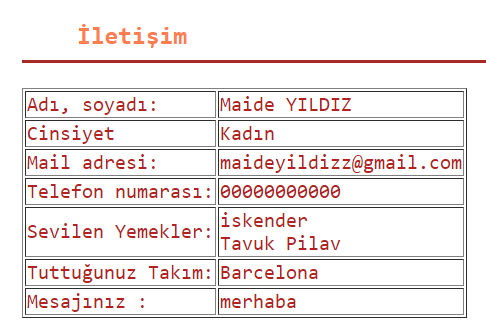 İletişim
Adı, soyadı: Maide YILDIZ
Cinsiyet Kadın
Mail adresi: maideyildizz@gmail.com
Telefon numarası: 00000000000
Sevilen Yemekler: iskender
Tavuk Pilav
Tuttuğunuz Takım: Barcelona
Mesajınız : merhaba